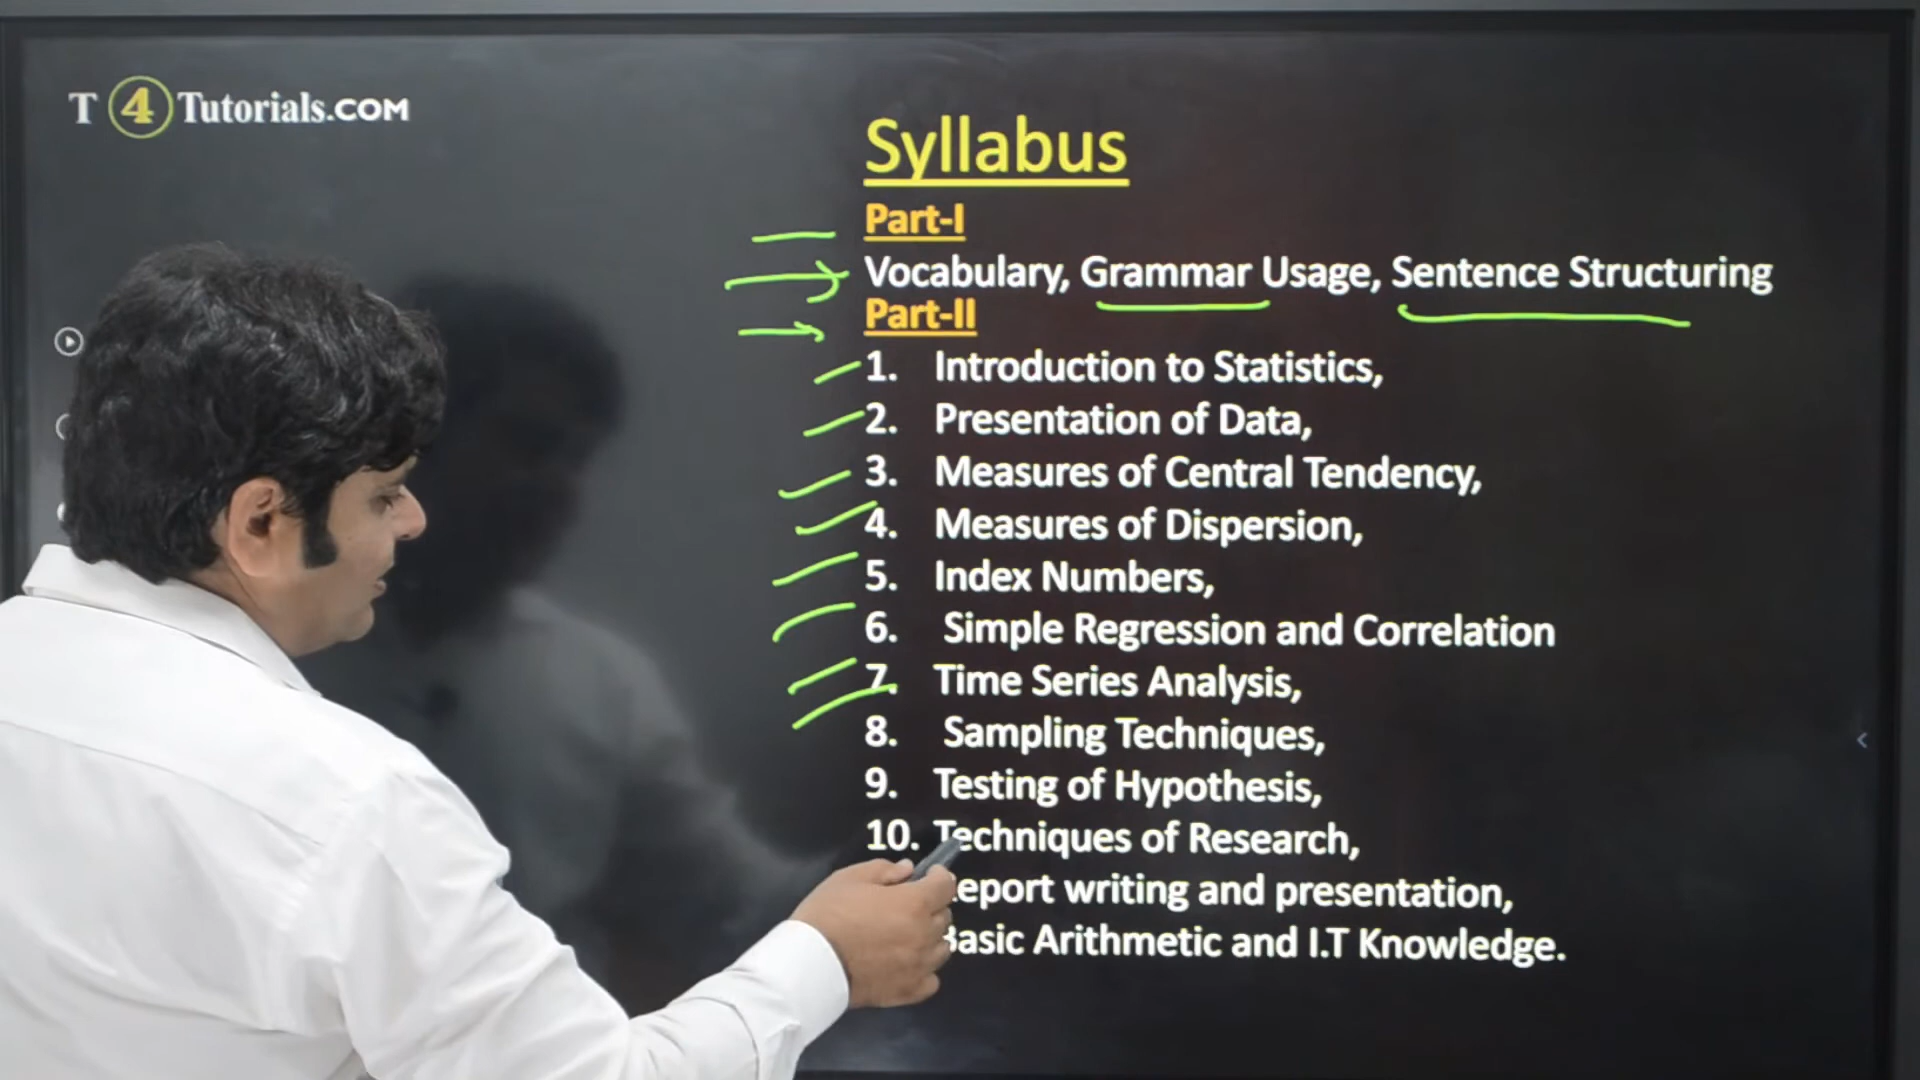 T 4 Tutorials.COM
Syllabus
Part-I
Vocabulary, Grammar Usage, Sentence Structuring
Part-II
1. Introduction to Statistics,
2. Presentation of Data,
3. Measures of Central Tendency,
4. Measures of Dispersion,
5. Index Numbers,
6. Simple Regression and Correlation
7. Time Series Analysis,
8. Sampling Techniques,
9. Testing of Hypothesis,
10. Techniques of Research,
writing and presentation,
Basic Arithmetic and I.T Knowledge.